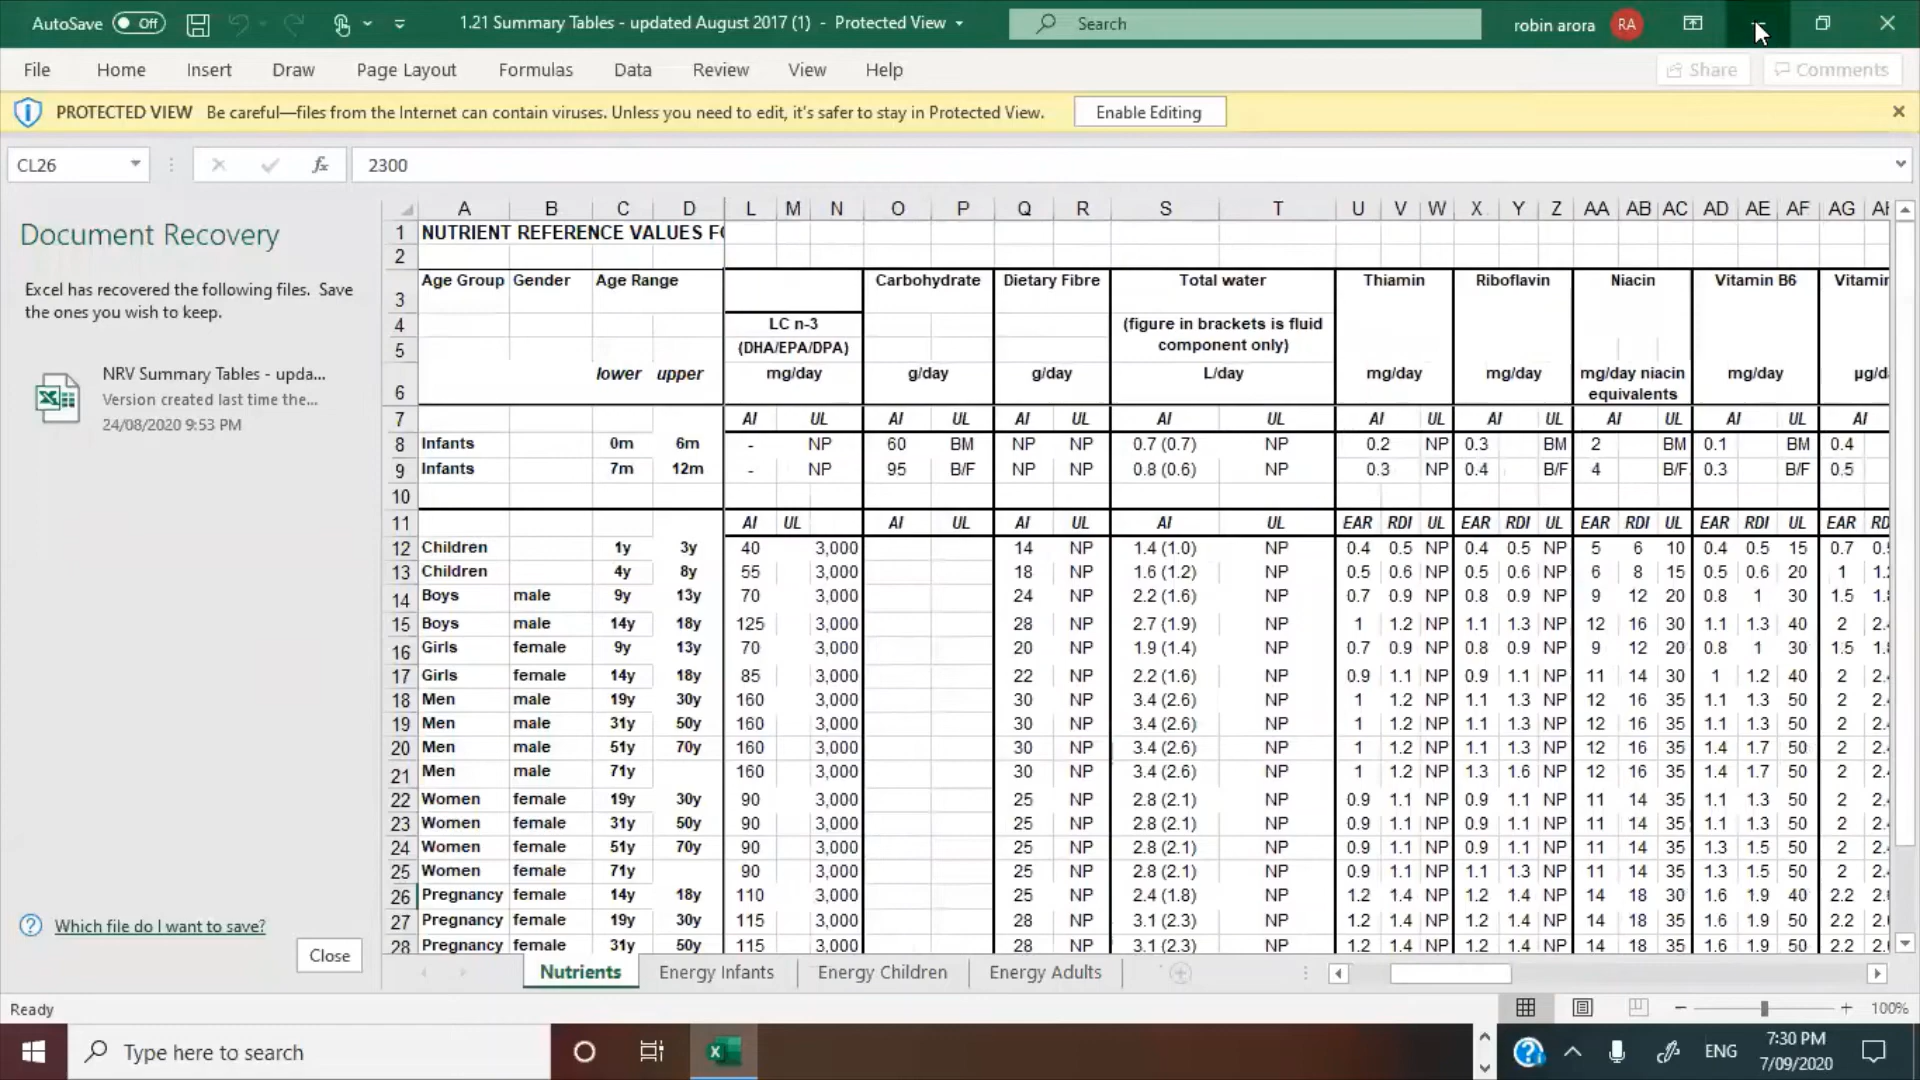 AutoSave Off 1.21 Summary Tables - updated August 2017 (1) - Protected View Search robin arora RA
File Home Insert Draw Page Layout Formulas Data Review View Help Share Comments
PROTECTED VIEW Be careful—files from the Internet can contain viruses. Unless you need to edit, it's safer to stay in Protected View. Enable Editing
CL26 fx 2300
Document Recovery
Excel has recovered the following files. Save
the ones you wish to keep.
NRV Summary Tables - upda...
Version created last time the...
24/08/2020 9:53 PM
Which file do I want to save?
Close
A B C D L M N O P Q R S T U V W X Y Z AA AB AC AD AE AF AG
1 NUTRIENT REFERENCE VALUES
2
3 Age Group Gender Age Range Carbohydrate Dietary Fibre Total water Thiamin Riboflavin Niacin Vitamin B6
4 LC n-3 (figure in brackets is fluid
5 (DHA/EPA/DPA) component only)
6 lower upper mg/day g/day g/day L/day mg/day mg/day mg/day niacin equivalents mg/day
7 AI UL AI UL AI UL AI UL AI UL AI UL AI UL AI UL AI
8 Infants 0m 6m - NP 60 BM NP NP 0.7 (0.7) NP 0.2 NP 0.3 BM 2 BM 0.1 BM 0.4
9 Infants 7m 12m - NP 95 B/F NP NP 0.8 (0.6) NP 0.3 NP 0.4 B/F 4 B/F 0.3 B/F 0.5
10
11 AI UL AI UL AI UL AI UL EAR RDI UL EAR RDI UL EAR RDI UL EAR RDI UL EAR
12 Children 1y 3y 40 3,000 14 NP 1.4 (1.0) NP 0.4 0.5 NP 0.4 0.5 NP 5 6 10 0.4 0.5 15 0.7
13 Children 4y 8y 55 3,000 18 NP 1.6 (1.2) NP 0.5 0.6 NP 0.5 0.6 NP 6 8 15 0.5 0.6 20 1
14 Boys male 9y 13y 70 3,000 24 NP 2.2 (1.6) NP 0.7 0.9 NP 0.8 0.9 NP 9 12 20 0.8 1 30 1.5
15 Boys male 14y 18y 125 3,000 28 NP 2.7 (1.9) NP 1 1.2 NP 1.1 1.3 NP 12 16 30 1.1 1.3 40 2
16 Girls female 9y 13y 70 3,000 20 NP 1.9 (1.4) NP 0.7 0.9 NP 0.8 0.9 NP 9 12 20 0.8 1 30 1.5
17 Girls female 14y 18y 85 3,000 22 NP 2.2 (1.6) NP 0.9 1.1 NP 0.9 1.1 NP 11 14 30 1 1.2 40 2
18 Men male 19y 30y 160 3,000 30 NP 3.4 (2.6) NP 1 1.2 NP 1.1 1.3 NP 12 16 35 1.1 1.3 50 2
19 Men male 31y 50y 160 3,000 30 NP 3.4 (2.6) NP 1 1.2 NP 1.1 1.3 NP 12 16 35 1.1 1.3 50 2
20 Men male 51y 70y 160 3,000 30 NP 3.4 (2.6) NP 1 1.2 NP 1.1 1.3 NP 12 16 35 1.4 1.7 50 2
21 Men male 71y 160 3,000 30 NP 3.4 (2.6) NP 1 1.2 NP 1.3 1.6 NP 12 16 35 1.4 1.7 50 2
22 Women female 19y 30y 90 3,000 25 NP 2.8 (2.1) NP 0.9 1.1 NP 0.9 1.1 NP 11 14 35 1.1 1.3 50 2
23 Women female 31y 50y 90 3,000 25 NP 2.8 (2.1) NP 0.9 1.1 NP 0.9 1.1 NP 11 14 35 1.1 1.3 50 2
24 Women female 51y 70y 90 3,000 25 NP 2.8 (2.1) NP 0.9 1.1 NP 0.9 1.1 NP 11 14 35 1.3 1.5 50 2
25 Women female 71y 90 3,000 25 NP 2.8 (2.1) NP 0.9 1.1 NP 1.1 1.3 NP 11 14 35 1.3 1.5 50 2
26 Pregnancy female 14y 18y 110 3,000 25 NP 2.4 (1.8) NP 1.2 1.4 NP 1.2 1.4 NP 14 18 30 1.6 1.9 40 2.2
27 Pregnancy female 19y 30y 115 3,000 28 NP 3.1 (2.3) NP 1.2 1.4 NP 1.2 1.4 NP 14 18 35 1.6 1.9 50 2.2
28 Pregnancy female 31y 50y 115 3,000 28 NP 3.1 (2.3) NP 1.2 1.4 NP 1.2 1.4 NP 14 18 35 1.6 1.9 50 2.2
Nutrients Energy Infants Energy Children Energy Adults
Ready 100%
Type here to search ENG 7:30 PM
7/09/2020